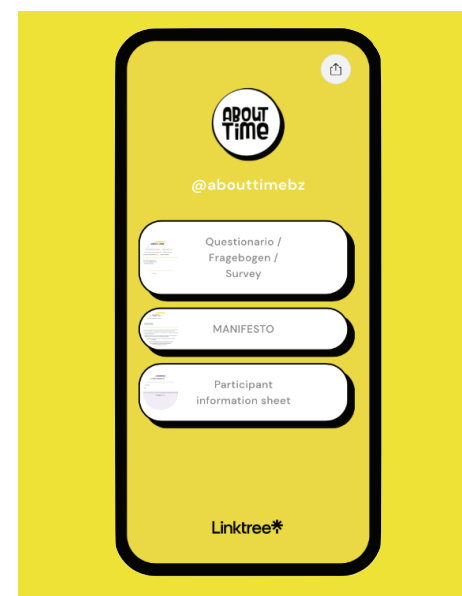 ABOUT
TIME
@abouttimebz
Questionario /
Fragebogen /
Survey
MANIFESTO
Participant
information sheet
Linktree